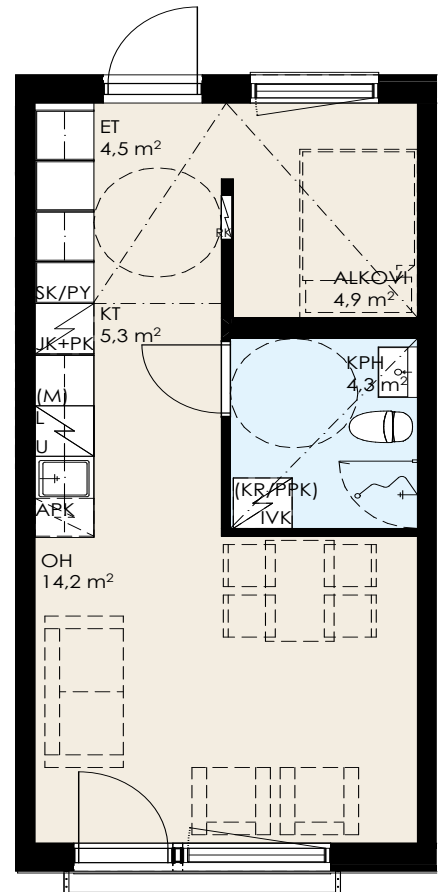 ET
4,5 m²
RK
ALKOVI
4,9 m²
SK/PY
KT
5,3 m²
JK+PK
KPH
4,3 m²
(M)
L
U
APK
(KR/PPK)
IVK
OH
14,2 m²